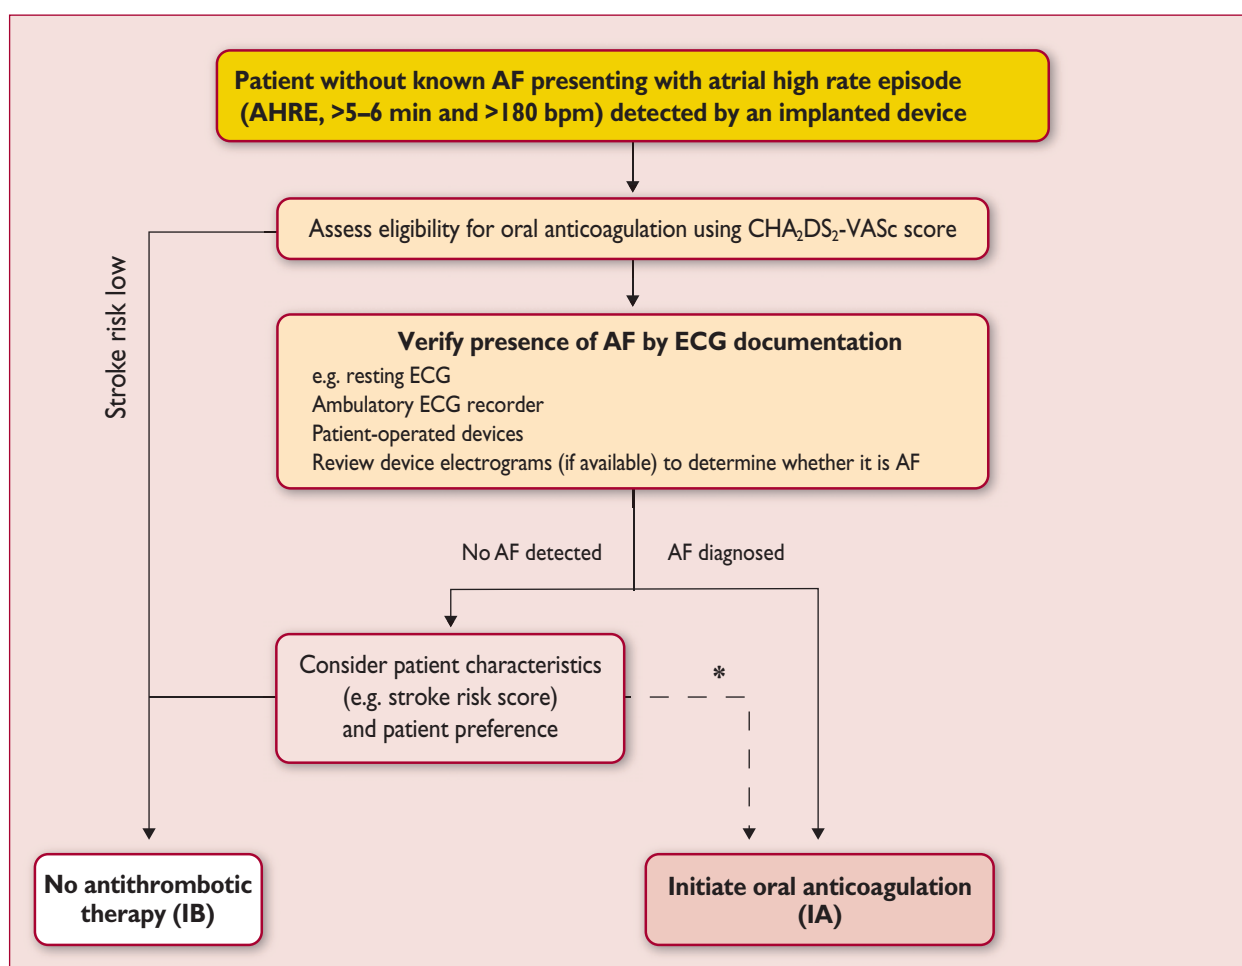 Patient without known AF presenting with atrial high rate episode
(AHRE, >5–6 min and >180 bpm) detected by an implanted device
Assess eligibility for oral anticoagulation using CHA₂DS₂-VASc score
Stroke risk low
Verify presence of AF by ECG documentation
e.g. resting ECG
Ambulatory ECG recorder
Patient-operated devices
Review device electrograms (if available) to determine whether it is AF
No AF detected
AF diagnosed
Consider patient characteristics
(e.g. stroke risk score)
and patient preference
*
No antithrombotic
therapy (IB)
Initiate oral anticoagulation
(IA)